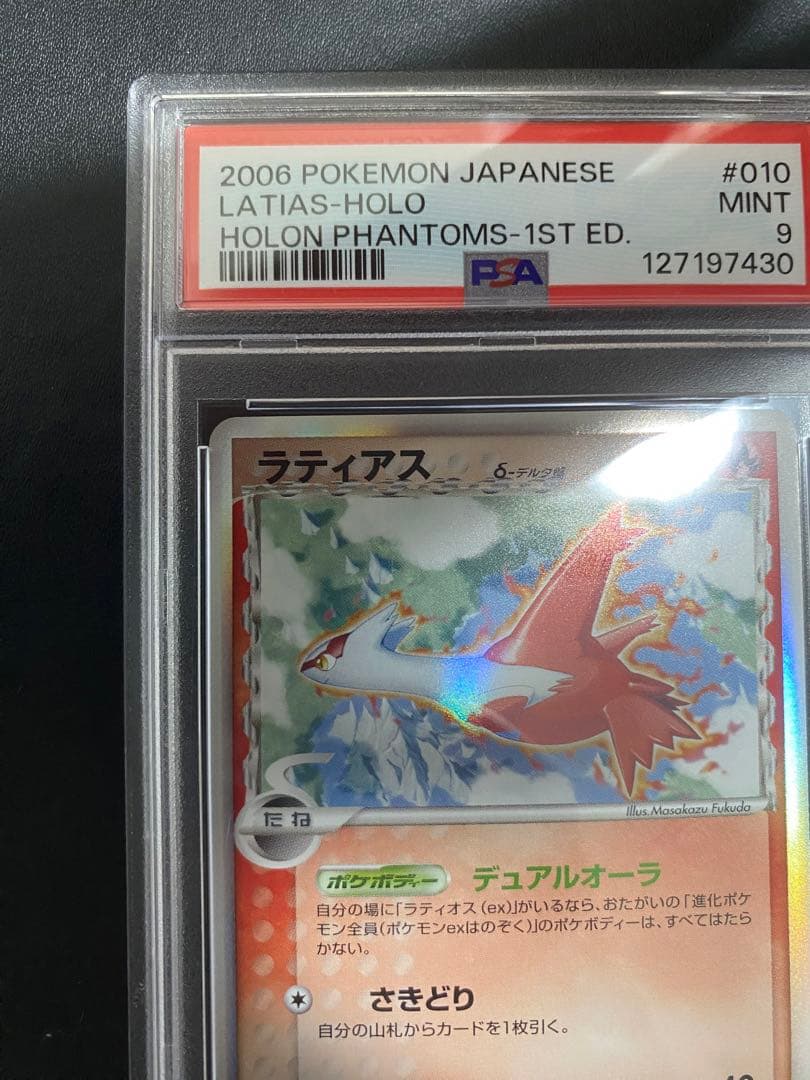 2006 POKEMON JAPANESE #010
LATIAS-HOLO MINT
HOLON PHANTOMS-1ST ED. 9
PSA 127197430
ラティアス δ-デルタ種
Illus. Masakazu Fukuda
たね
ポケボディー デュアルオーラ
自分の場に「ラティオス(ex)」がいるなら、おたがいの「進化ポケ
モン全員(ポケモンexはのぞく)」のポケボディーは、すべてはたら
かない。
さきどり
自分の山札からカードを1枚引く。